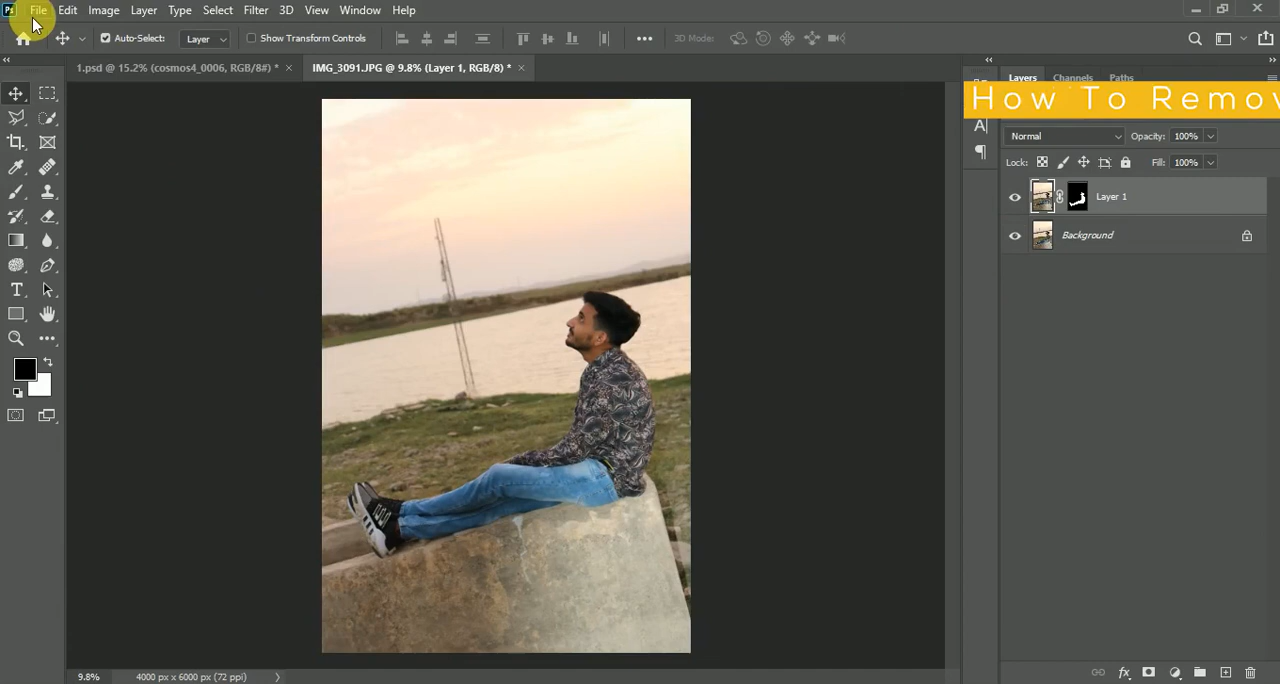 Ps File Edit Image Layer Type Select Filter 3D View Window Help
Auto-Select: Layer Show Transform Controls 3D Mode:
1.psd @ 15.2% (cosmos4_0006, RGB/8#) * × IMG_3091.JPG @ 9.8% (Layer 1, RGB/8) * ×
Layers Channels Paths
How To Remov
Normal Opacity: 100%
Lock: Fill: 100%
Layer 1
Background
9.8% 4000 px x 6000 px (72 ppi)